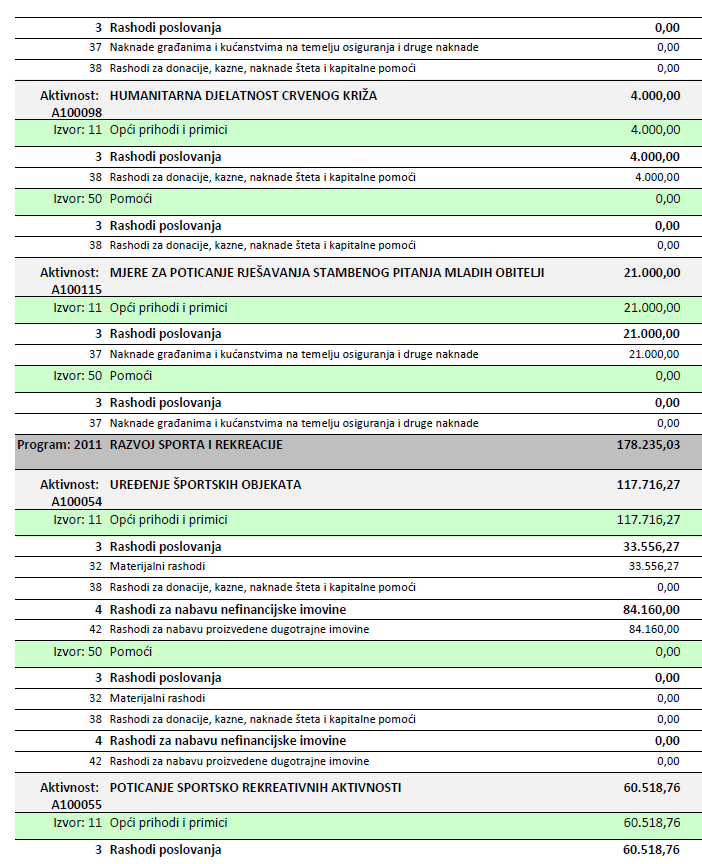 3 Rashodi poslovanja 0,00
37 Naknade građanima i kućanstvima na temelju osiguranja i druge naknade 0,00
38 Rashodi za donacije, kazne, naknade šteta i kapitalne pomoći 0,00
Aktivnost: HUMANITARNA DJELATNOST CRVENOG KRIŽA 4.000,00
A100098
Izvor: 11 Opći prihodi i primici 4.000,00
3 Rashodi poslovanja 4.000,00
38 Rashodi za donacije, kazne, naknade šteta i kapitalne pomoći 4.000,00
Izvor: 50 Pomoći 0,00
3 Rashodi poslovanja 0,00
38 Rashodi za donacije, kazne, naknade šteta i kapitalne pomoći 0,00
Aktivnost: MJERE ZA POTICANJE RJEŠAVANJA STAMBENOG PITANJA MLADIH OBITELJI 21.000,00
A100115
Izvor: 11 Opći prihodi i primici 21.000,00
3 Rashodi poslovanja 21.000,00
37 Naknade građanima i kućanstvima na temelju osiguranja i druge naknade 21.000,00
Izvor: 50 Pomoći 0,00
3 Rashodi poslovanja 0,00
37 Naknade građanima i kućanstvima na temelju osiguranja i druge naknade 0,00
Program: 2011 RAZVOJ SPORTA I REKREACIJE 178.235,03
Aktivnost: UREĐENJE ŠPORTSKIH OBJEKATA 117.716,27
A100054
Izvor: 11 Opći prihodi i primici 117.716,27
3 Rashodi poslovanja 33.556,27
32 Materijalni rashodi 33.556,27
38 Rashodi za donacije, kazne, naknade šteta i kapitalne pomoći 0,00
4 Rashodi za nabavu nefinancijske imovine 84.160,00
42 Rashodi za nabavu proizvedene dugotrajne imovine 84.160,00
Izvor: 50 Pomoći 0,00
3 Rashodi poslovanja 0,00
32 Materijalni rashodi 0,00
38 Rashodi za donacije, kazne, naknade šteta i kapitalne pomoći 0,00
4 Rashodi za nabavu nefinancijske imovine 0,00
42 Rashodi za nabavu proizvedene dugotrajne imovine 0,00
Aktivnost: POTICANJE SPORTSKO REKREATIVNIH AKTIVNOSTI 60.518,76
A100055
Izvor: 11 Opći prihodi i primici 60.518,76
3 Rashodi poslovanja 60.518,76